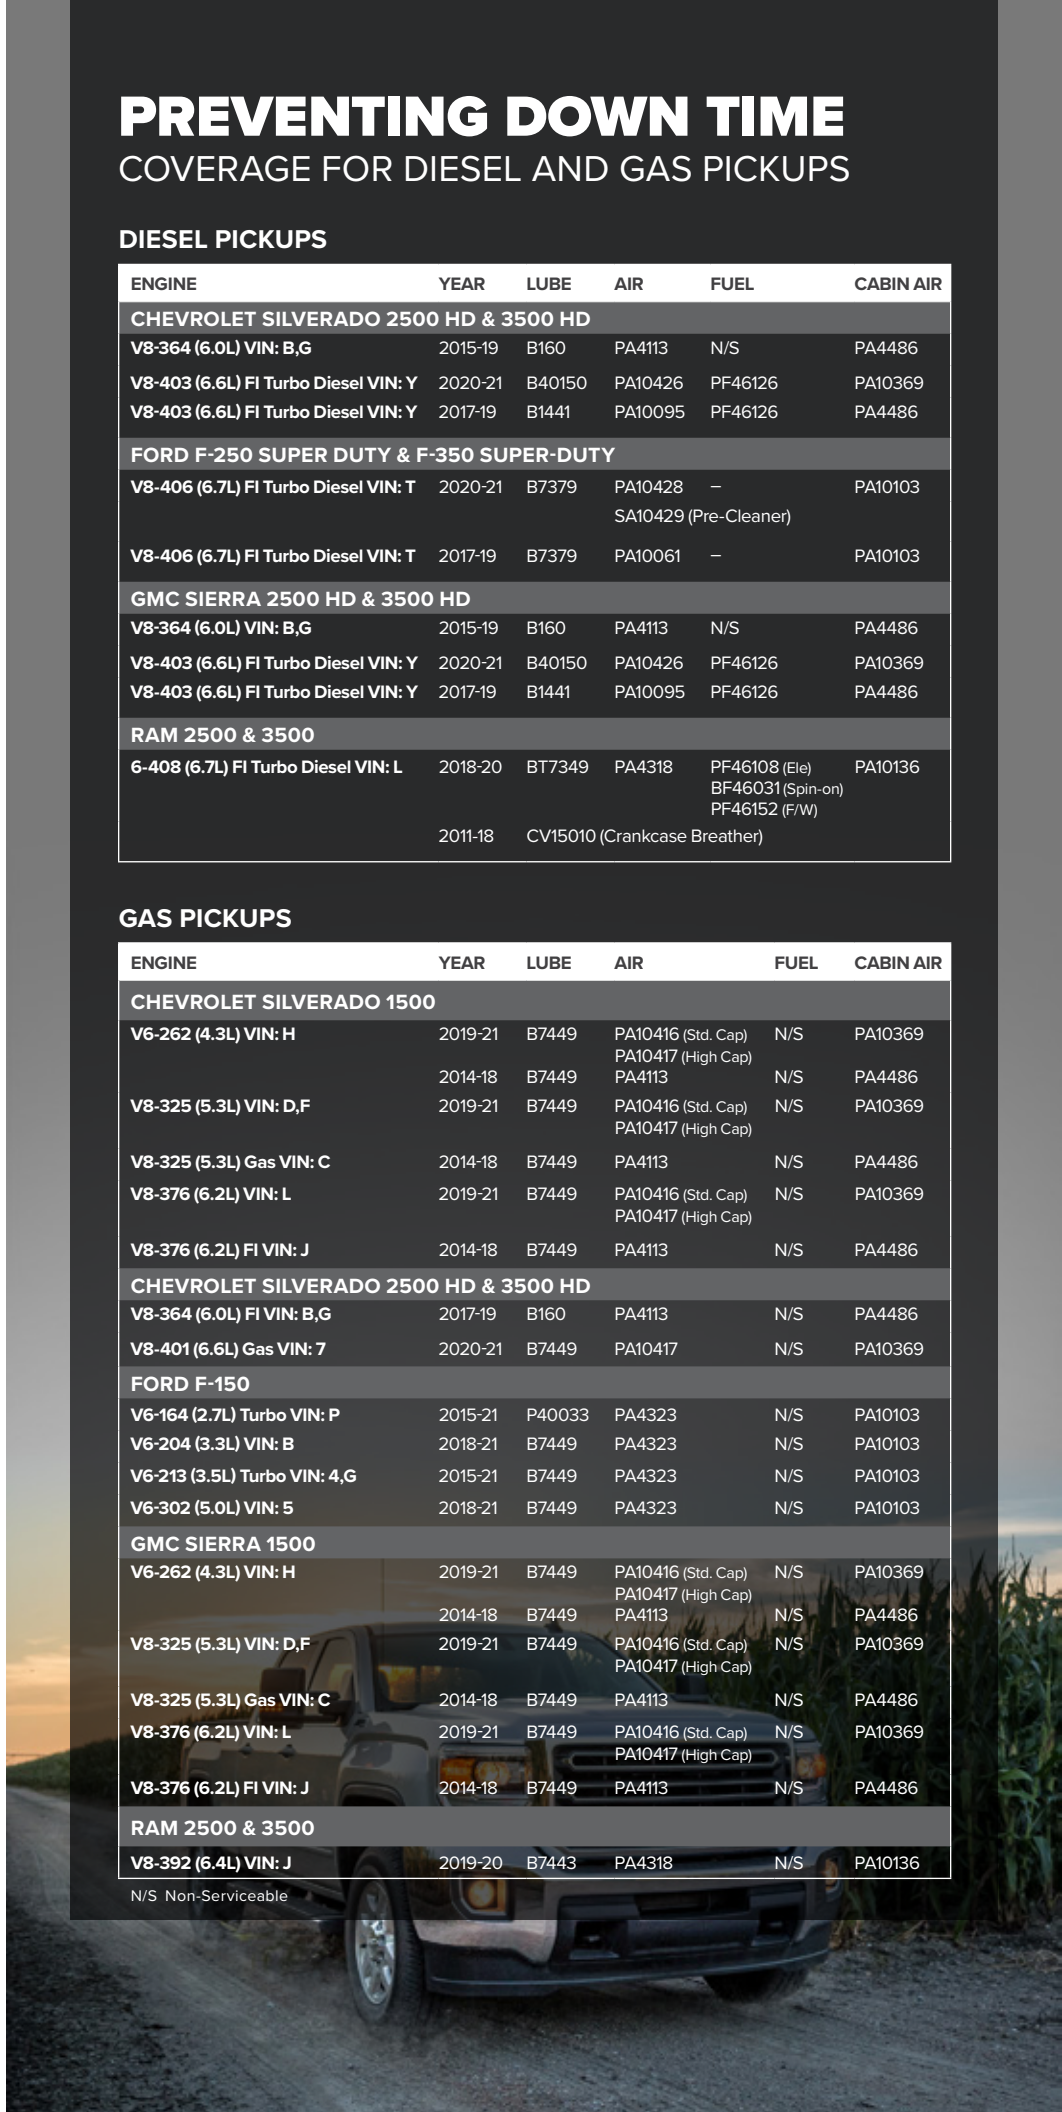 PREVENTING DOWN TIME
COVERAGE FOR DIESEL AND GAS PICKUPS
DIESEL PICKUPS
ENGINE YEAR LUBE AIR FUEL CABIN AIR
CHEVROLET SILVERADO 2500 HD & 3500 HD
V8-364 (6.0L) VIN: B,G 2015-19 B160 PA4113 N/S PA4486
V8-403 (6.6L) FI Turbo Diesel VIN: Y 2020-21 B40150 PA10426 PF46126 PA10369
V8-403 (6.6L) FI Turbo Diesel VIN: Y 2017-19 B1441 PA10095 PF46126 PA4486
FORD F-250 SUPER DUTY & F-350 SUPER-DUTY
V8-406 (6.7L) FI Turbo Diesel VIN: T 2020-21 B7379 PA10428 – PA10103
SA10429 (Pre-Cleaner)
V8-406 (6.7L) FI Turbo Diesel VIN: T 2017-19 B7379 PA10061 – PA10103
GMC SIERRA 2500 HD & 3500 HD
V8-364 (6.0L) VIN: B,G 2015-19 B160 PA4113 N/S PA4486
V8-403 (6.6L) FI Turbo Diesel VIN: Y 2020-21 B40150 PA10426 PF46126 PA10369
V8-403 (6.6L) FI Turbo Diesel VIN: Y 2017-19 B1441 PA10095 PF46126 PA4486
RAM 2500 & 3500
6-408 (6.7L) FI Turbo Diesel VIN: L 2018-20 BT7349 PA4318 PF46108 (Ele) PA10136
BF46031 (Spin-on)
PF46152 (F/W)
2011-18 CV15010 (Crankcase Breather)
GAS PICKUPS
ENGINE YEAR LUBE AIR FUEL CABIN AIR
CHEVROLET SILVERADO 1500
V6-262 (4.3L) VIN: H 2019-21 B7449 PA10416 (Std. Cap) N/S PA10369
PA10417 (High Cap)
2014-18 B7449 PA4113 N/S PA4486
V8-325 (5.3L) VIN: D,F 2019-21 B7449 PA10416 (Std. Cap) N/S PA10369
PA10417 (High Cap)
V8-325 (5.3L) Gas VIN: C 2014-18 B7449 PA4113 N/S PA4486
V8-376 (6.2L) VIN: L 2019-21 B7449 PA10416 (Std. Cap) N/S PA10369
PA10417 (High Cap)
V8-376 (6.2L) FI VIN: J 2014-18 B7449 PA4113 N/S PA4486
CHEVROLET SILVERADO 2500 HD & 3500 HD
V8-364 (6.0L) FI VIN: B,G 2017-19 B160 PA4113 N/S PA4486
V8-401 (6.6L) Gas VIN: 7 2020-21 B7449 PA10417 N/S PA10369
FORD F-150
V6-164 (2.7L) Turbo VIN: P 2015-21 P40033 PA4323 N/S PA10103
V6-204 (3.3L) VIN: B 2018-21 B7449 PA4323 N/S PA10103
V6-213 (3.5L) Turbo VIN: 4,G 2015-21 B7449 PA4323 N/S PA10103
V6-302 (5.0L) VIN: 5 2018-21 B7449 PA4323 N/S PA10103
GMC SIERRA 1500
V6-262 (4.3L) VIN: H 2019-21 B7449 PA10416 (Std. Cap) N/S PA10369
PA10417 (High Cap)
2014-18 B7449 PA4113 N/S PA4486
V8-325 (5.3L) VIN: D,F 2019-21 B7449 PA10416 (Std. Cap) N/S PA10369
PA10417 (High Cap)
V8-325 (5.3L) Gas VIN: C 2014-18 B7449 PA4113 N/S PA4486
V8-376 (6.2L) VIN: L 2019-21 B7449 PA10416 (Std. Cap) N/S PA10369
PA10417 (High Cap)
V8-376 (6.2L) FI VIN: J 2014-18 B7449 PA4113 N/S PA4486
RAM 2500 & 3500
V8-392 (6.4L) VIN: J 2019-20 B7443 PA4318 N/S PA10136
N/S Non-Serviceable